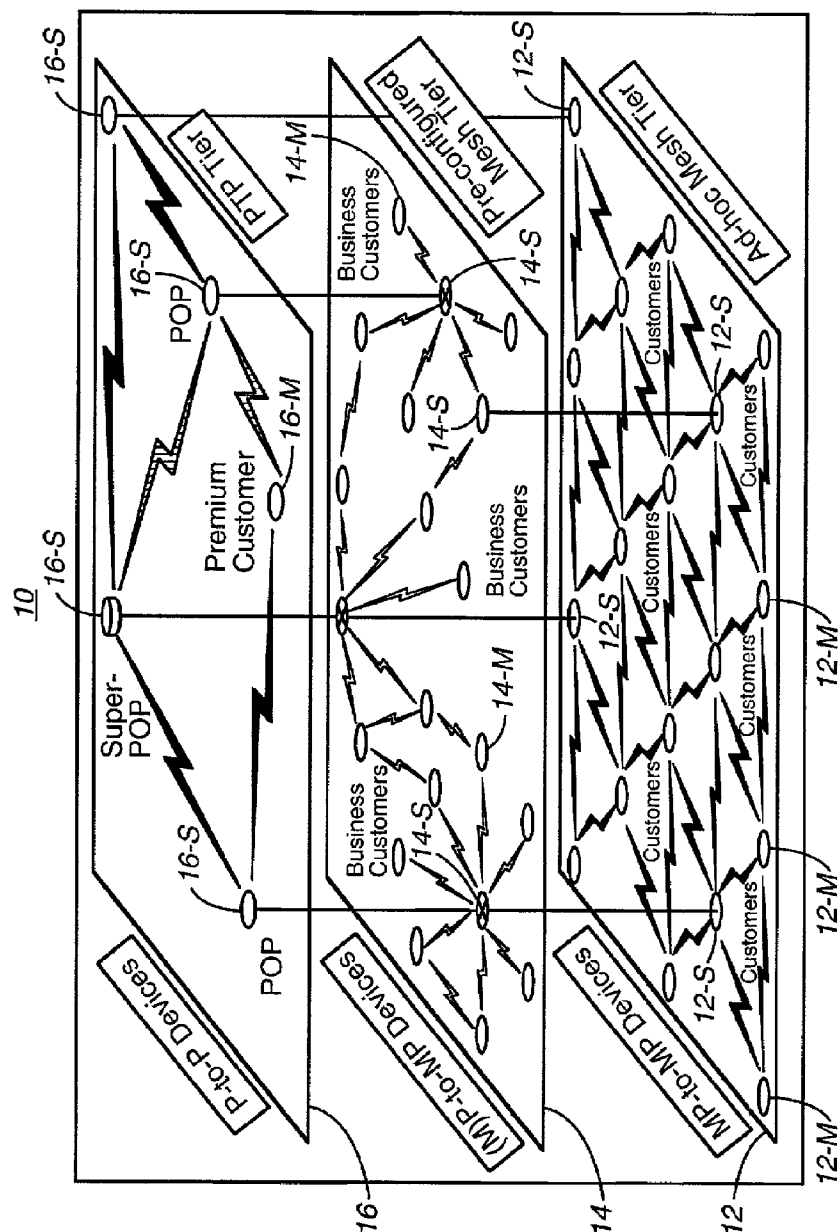 10
16-S
16-S
PTP Tier
16-S
POP
Super-
POP
16-M
Premium
Customer
16-S
POP
P-to-P Devices
16
Pre-configured
Mesh Tier
14-M
Business
Customers
14-S
14-S
Business
Customers
14-M
Business
Customers
14-S
(M)P-to-MP Devices
14
12-S
Ad-hoc Mesh Tier
Customers
12-S
Customers
12-S
Customers
Customers
Customers
Customers
12-S
Customers
MP-to-MP Devices
12
12-M
12-M
12-M